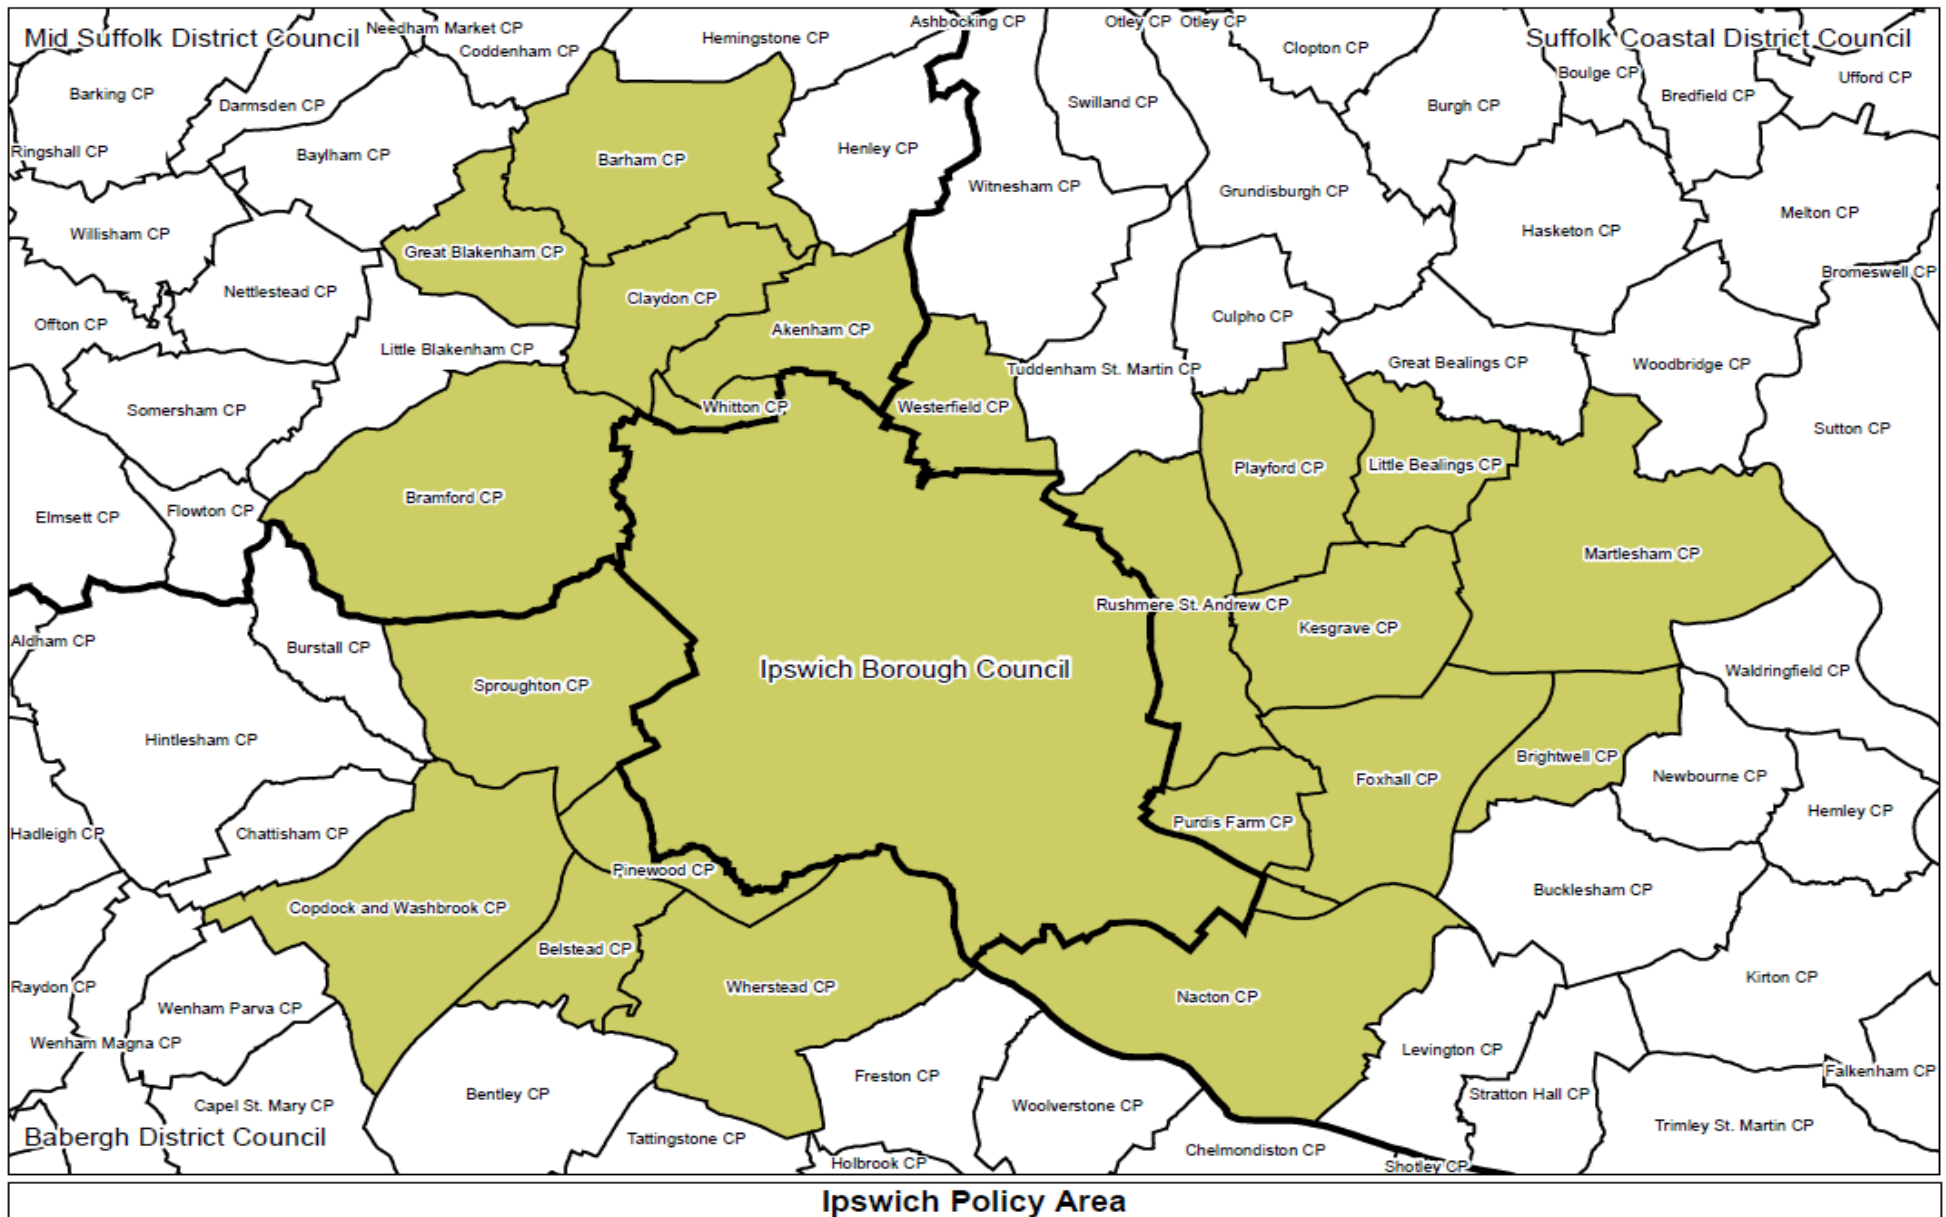 Ashbocking CP
Otley CP
Otley CP
Needham Market CP
Mid Suffolk District Council
Hemingstone CP
Suffolk Coastal District Council
Coddenham CP
Clopton CP
Boulge CP
Ufford CP
Barking CP
Darmsden CP
Swilland CP
Burgh CP
Bredfield CP
Ringshall CP
Baylham CP
Barham CP
Henley CP
Witnesham CP
Grundisburgh CP
Melton CP
Willisham CP
Hasketon CP
Great Blakenham CP
Bromeswell CP
Nettlestead CP
Claydon CP
Culpho CP
Offton CP
Akenham CP
Little Blakenham CP
Tuddenham St. Martin CP
Great Bealings CP
Woodbridge CP
Somersham CP
Whitton CP
Westerfield CP
Sutton CP
Playford CP
Little Bealings CP
Bramford CP
Elmsett CP
Flowton CP
Martlesham CP
Rushmere St. Andrew CP
Kesgrave CP
Aldham CP
Burstall CP
Ipswich Borough Council
Waldringfield CP
Sproughton CP
Hintlesham CP
Brightwell CP
Foxhall CP
Newbourne CP
Hemley CP
Hadleigh CP
Chattisham CP
Purdis Farm CP
Pinewood CP
Bucklesham CP
Copdock and Washbrook CP
Belstead CP
Kirton CP
Raydon CP
Wherstead CP
Nacton CP
Wenham Parva CP
Wenham Magna CP
Levington CP
Freston CP
Falkenham CP
Bentley CP
Stratton Hall CP
Capel St. Mary CP
Woolverstone CP
Trimley St. Martin CP
Babergh District Council
Tattingstone CP
Chelmondiston CP
Holbrook CP
Shotley CP
Ipswich Policy Area